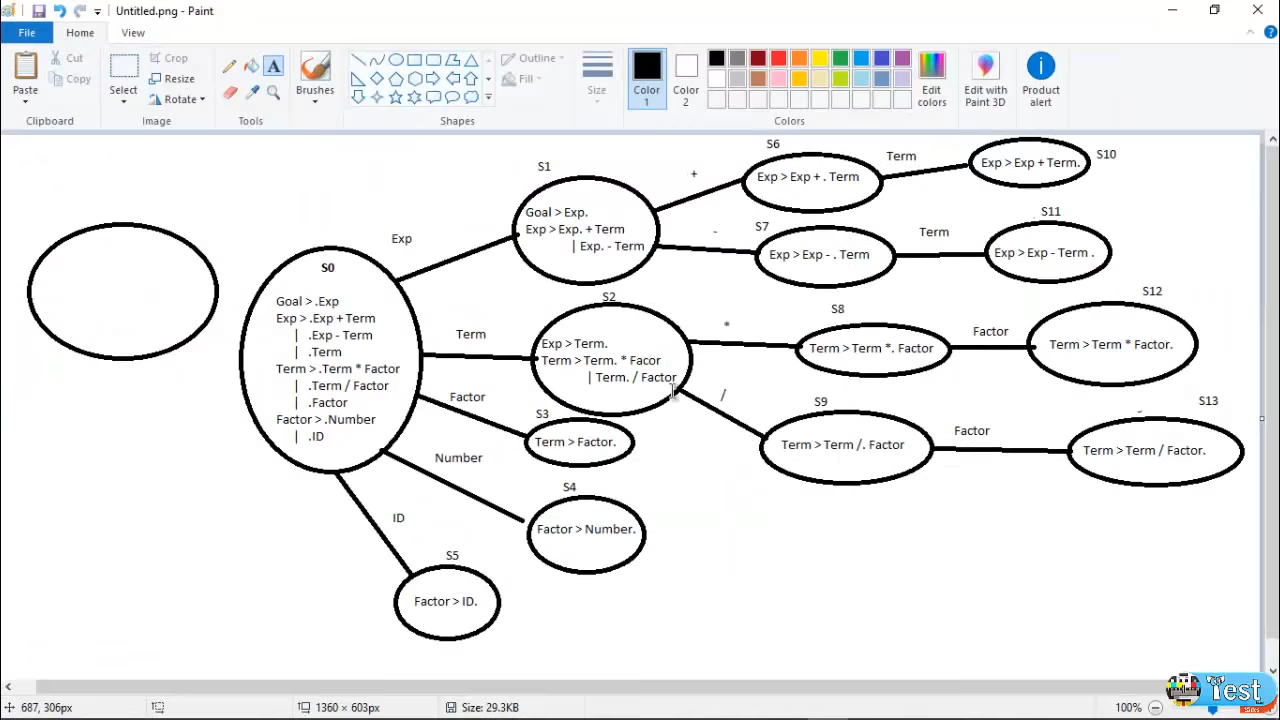 Untitled.png - Paint
File
Home
View
Paste
Cut
Copy
Clipboard
Select
Crop
Resize
Rotate
Image
Tools
Brushes
Outline
Fill
Shapes
Size
Color
1
Color
2
Edit
colors
Edit with
Paint 3D
Product
alert
Colors
S0
Goal > .Exp
Exp > .Exp + Term
| .Exp - Term
| .Term
Term > .Term * Factor
| .Term / Factor
| .Factor
Factor > .Number
| .ID
Exp
Term
Factor
Number
ID
S1
Goal > Exp.
Exp > Exp. + Term
| Exp. - Term
S2
Exp > Term.
Term > Term. * Facor
| Term. / Factor
S3
Term > Factor.
S4
Factor > Number.
S5
Factor > ID.
+
-
*
/
S6
Exp > Exp + . Term
S7
Exp > Exp - . Term
S8
Term > Term *. Factor
S9
Term > Term /. Factor
Term
Term
Factor
Factor
S10
Exp > Exp + Term.
S11
Exp > Exp - Term .
S12
Term > Term * Factor.
S13
Term > Term / Factor.
687, 306px
1360 × 603px
Size: 29.3KB
100%
Test